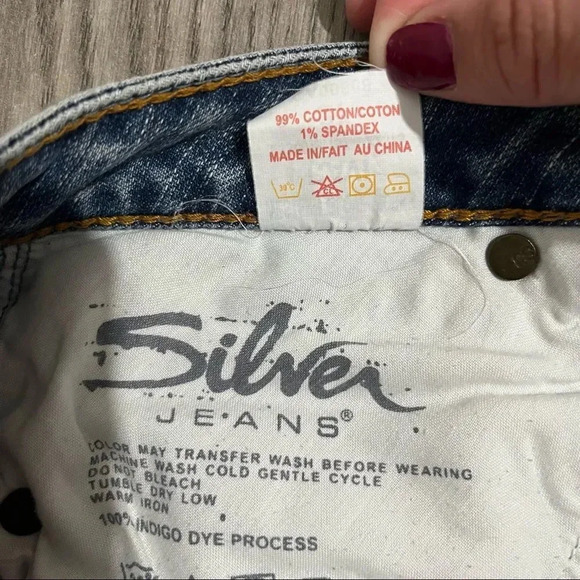 99% COTTON/COTON
1% SPANDEX
MADE IN/FAIT AU CHINA
CL
Silver
JEANS®
COLOR MAY TRANSFER WASH BEFORE WEARING
MACHINE WASH COLD GENTLE CYCLE
DO NOT BLEACH
TUMBLE DRY LOW
WARM IRON
100% INDIGO DYE PROCESS